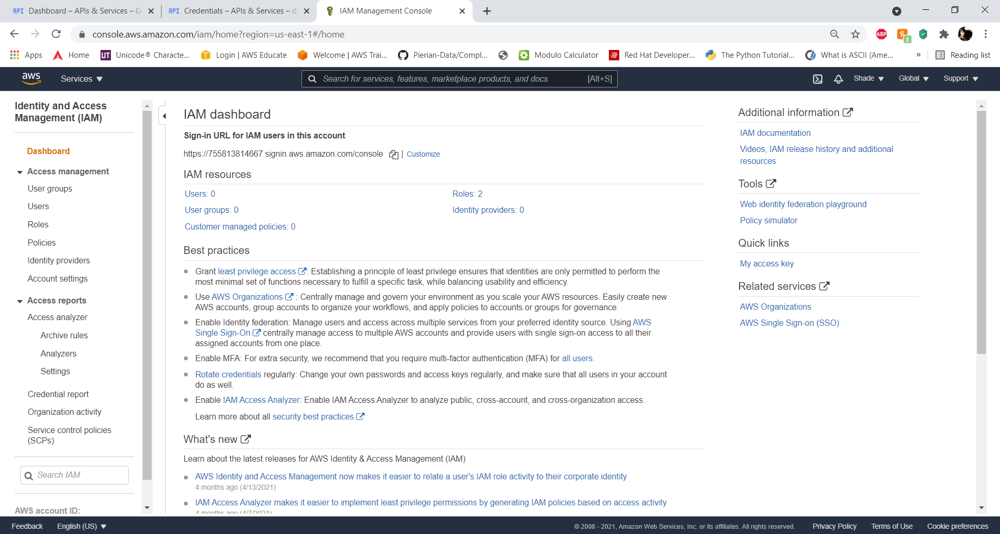 API Dashboard – APIs & Services – G
API Credentials – APIs & Services – dj
IAM Management Console
console.aws.amazon.com/iam/home?region=us-east-1#/home
ABP
3
Apps
Home
UT Unicode® Characte...
Login | AWS Educate
Welcome | AWS Trai...
Pierian-Data/Compl...
Modulo Calculator
Red Hat Developer...
The Python Tutorial...
What is ASCII (Ame...
»
Reading list
aws
Services
Search for services, features, marketplace products, and docs [Alt+S]
Shade
Global
Support
Identity and Access
Management (IAM)
Dashboard
Access management
User groups
Users
Roles
Policies
Identity providers
Account settings
Access reports
Access analyzer
Archive rules
Analyzers
Settings
Credential report
Organization activity
Service control policies
(SCPs)
Search IAM
AWS account ID:
IAM dashboard
Sign-in URL for IAM users in this account
https://755813814667.signin.aws.amazon.com/console | Customize
IAM resources
Users: 0
Roles: 2
User groups: 0
Identity providers: 0
Customer managed policies: 0
Best practices
Grant least privilege access : Establishing a principle of least privilege ensures that identities are only permitted to perform the
most minimal set of functions necessary to fulfill a specific task, while balancing usability and efficiency.
Use AWS Organizations : Centrally manage and govern your environment as you scale your AWS resources. Easily create new
AWS accounts, group accounts to organize your workflows, and apply policies to accounts or groups for governance.
Enable Identity federation: Manage users and access across multiple services from your preferred identity source. Using AWS
Single Sign-On centrally manage access to multiple AWS accounts and provide users with single sign-on access to all their
assigned accounts from one place.
Enable MFA: For extra security, we recommend that you require multi-factor authentication (MFA) for all users.
Rotate credentials regularly: Change your own passwords and access keys regularly, and make sure that all users in your account
do as well.
Enable IAM Access Analyzer: Enable IAM Access Analyzer to analyze public, cross-account, and cross-organization access.
Learn more about all security best practices.
What's new
Learn about the latest releases for AWS Identity & Access Management (IAM)
AWS Identity and Access Management now makes it easier to relate a user's IAM role activity to their corporate identity
4 months ago (4/13/2021)
IAM Access Analyzer makes it easier to implement least privilege permissions by generating IAM policies based on access activity
4 months ago (4/7/2021)
Additional information
IAM documentation
Videos, IAM release history and additional
resources
Tools
Web identity federation playground
Policy simulator
Quick links
My access key
Related services
AWS Organizations
AWS Single Sign-on (SSO)
Feedback
English (US)
© 2008 - 2021, Amazon Web Services, Inc. or its affiliates. All rights reserved.
Privacy Policy
Terms of Use
Cookie preferences